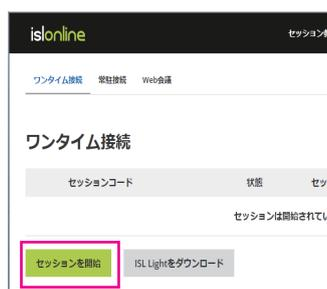 islonline
セッション
ワンタイム接続 常駐接続 Web会議
ワンタイム接続
セッションコード 状態 セッ
セッションは開始されてい
セッションを開始 ISL Lightをダウンロード